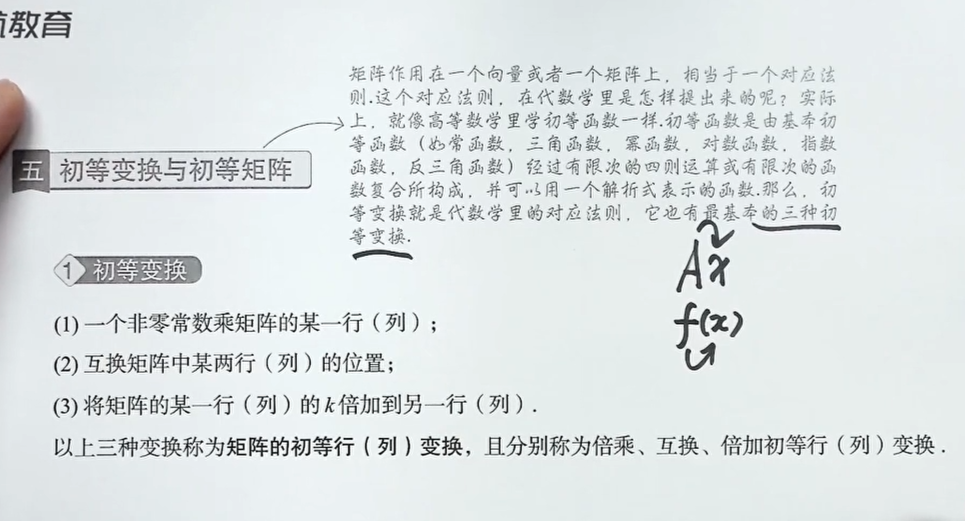 教育
矩阵作用在一个向量或者一个矩阵上，相当于一个对应法
则.这个对应法则，在代数学里是怎样提出来的呢？实际
上，就像高等数学里学初等函数一样.初等函数是由基本初
等函数（如常函数，三角函数，幂函数，对数函数，指数
函数，反三角函数）经过有限次的四则运算或有限次的函
数复合所构成，并可以用一个解析式表示的函数.那么，初
等变换就是代数学里的对应法则，它也有最基本的三种初
等变换.
五 初等变换与初等矩阵
Ax
f(x)
1 初等变换
(1) 一个非零常数乘矩阵的某一行（列）；
(2) 互换矩阵中某两行（列）的位置；
(3) 将矩阵的某一行（列）的 k 倍加到另一行（列）.
以上三种变换称为矩阵的初等行（列）变换，且分别称为倍乘、互换、倍加初等行（列）变换.